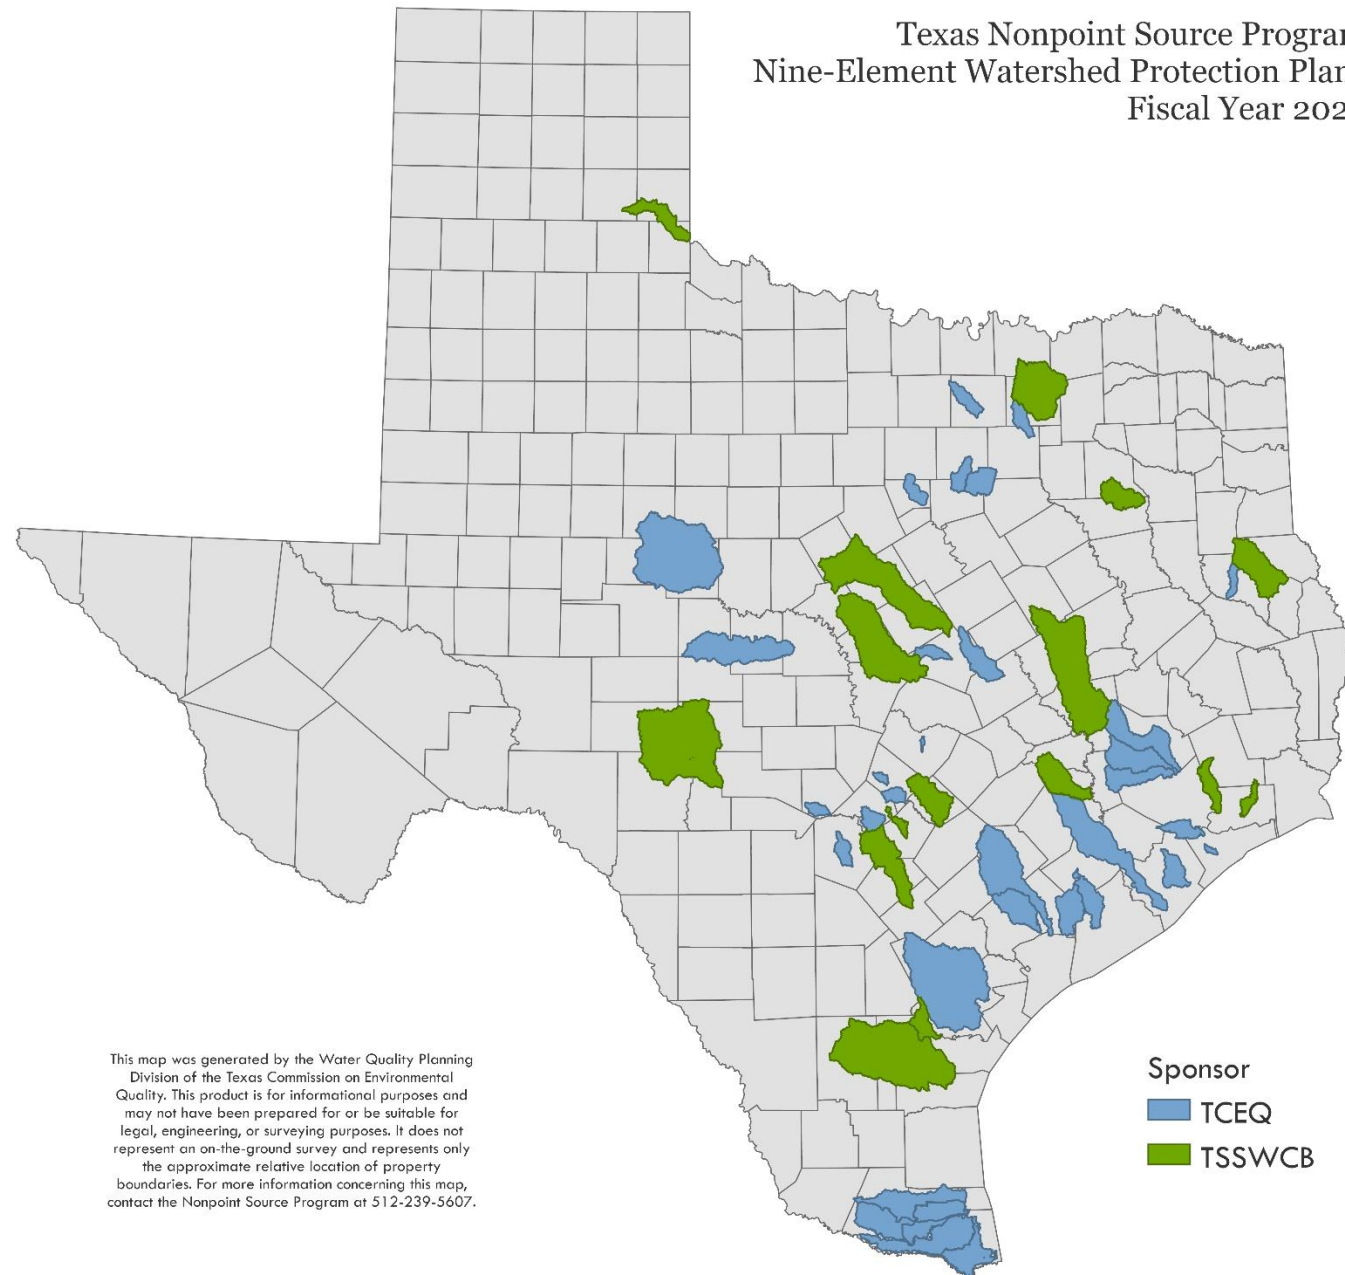 Texas Nonpoint Source Progra
Nine-Element Watershed Protection Plan
Fiscal Year 202
This map was generated by the Water Quality Planning
Division of the Texas Commission on Environmental
Quality. This product is for informational purposes and
may not have been prepared for or be suitable for
legal, engineering, or surveying purposes. It does not
represent an on-the-ground survey and represents only
the approximate relative location of property
boundaries. For more information concerning this map,
contact the Nonpoint Source Program at 512-239-5607.
Sponsor
TCEQ
TSSWCB